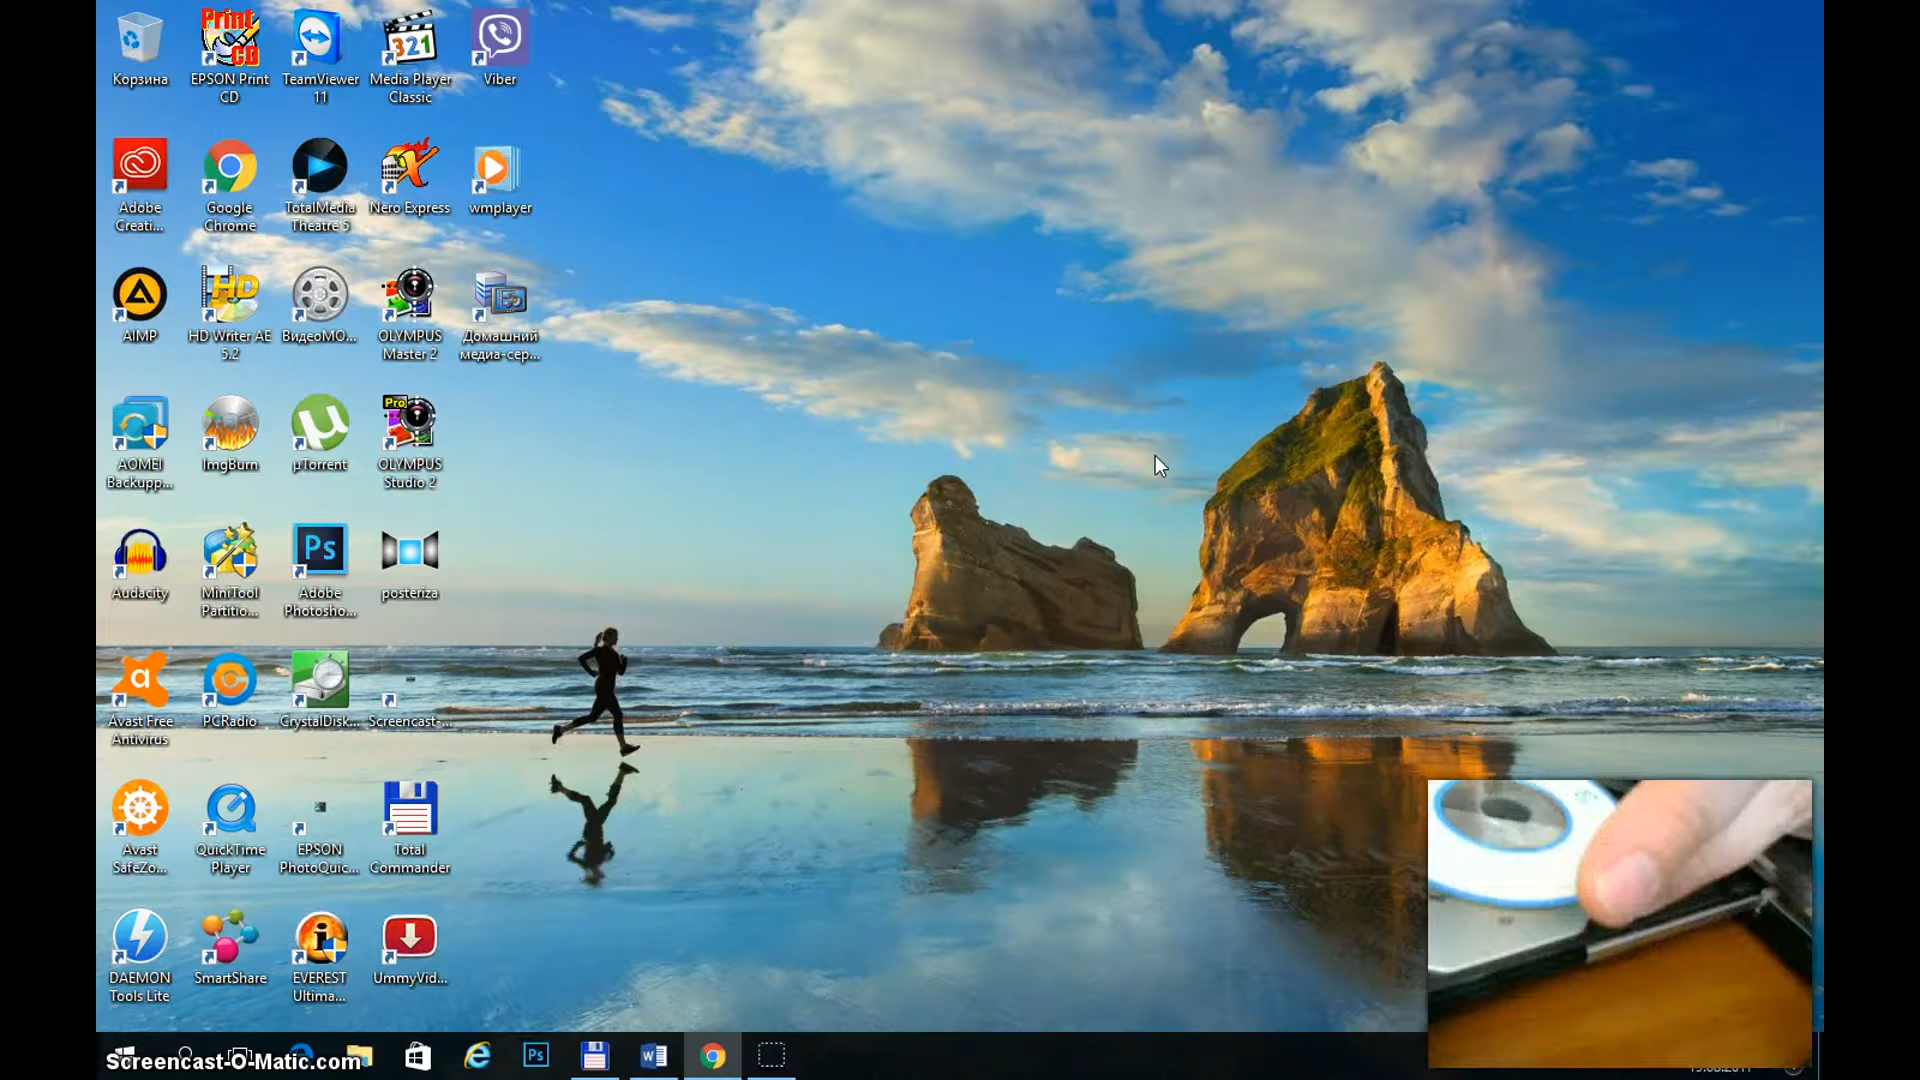 Print
CD
321
Корзина
EPSON Print
CD
TeamViewer
11
Media Player
Classic
Viber
Adobe
Creati...
Google
Chrome
TotalMedia
Theatre 5
Nero Express
wmplayer
HD
AIMP
HD Writer AE
5.2
ВидеоМО...
OLYMPUS
Master 2
Домашний
медиа-сер...
Pro
AOMEI
Backupp...
ImgBurn
µTorrent
OLYMPUS
Studio 2
Ps
Audacity
MiniTool
Partitio...
Adobe
Photosho...
posteriza
Avast Free
Antivirus
PCRadio
CrystalDisk...
Screencast-...
Avast
SafeZo...
QuickTime
Player
EPSON
PhotoQuic...
Total
Commander
DAEMON
Tools Lite
SmartShare
EVEREST
Ultima...
UmmyVid...
Screencast-O-Matic.com
Ps